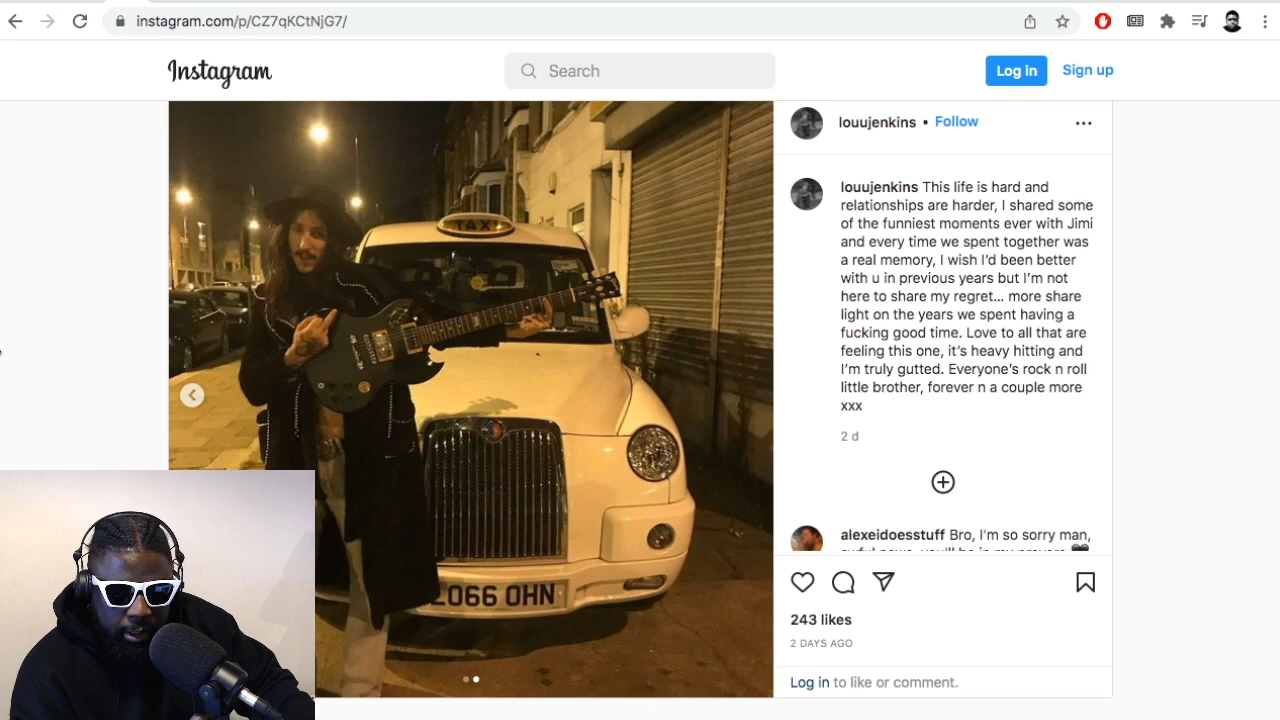 instagram.com/p/CZ7qKCtNjG7/
Instagram
Search
Log in
Sign up
louujenkins • Follow
louujenkins This life is hard and
relationships are harder, I shared some
of the funniest moments ever with Jimi
and every time we spent together was
a real memory, I wish I'd been better
with u in previous years but I'm not
here to share my regret... more share
light on the years we spent having a
fucking good time. Love to all that are
feeling this one, it's heavy hitting and
I'm truly gutted. Everyone's rock n roll
little brother, forever n a couple more
xxx
2 d
alexeidoesstuff Bro, I'm so sorry man,
243 likes
2 DAYS AGO
Log in to like or comment.
TAXI
LO66 OHN